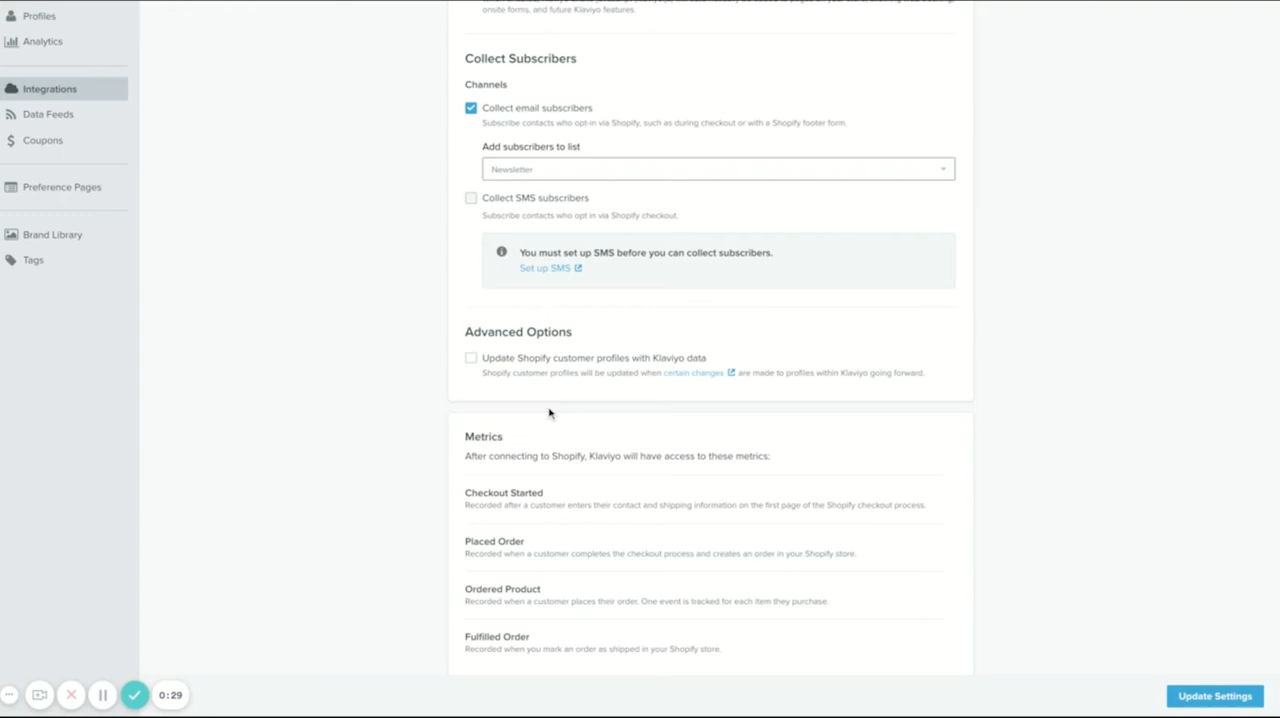 Profiles
Analytics
Integrations
Data Feeds
Coupons
Preference Pages
Brand Library
Tags
onsite forms, and future Klaviyo features.
Collect Subscribers
Channels
Collect email subscribers
Subscribe contacts who opt-in via Shopify, such as during checkout or with a Shopify footer form.
Add subscribers to list
Newsletter
Collect SMS subscribers
Subscribe contacts who opt in via Shopify checkout.
You must set up SMS before you can collect subscribers.
Set up SMS
Advanced Options
Update Shopify customer profiles with Klaviyo data
Shopify customer profiles will be updated when certain changes are made to profiles within Klaviyo going forward.
Metrics
After connecting to Shopify, Klaviyo will have access to these metrics:
Checkout Started
Recorded after a customer enters their contact and shipping information on the first page of the Shopify checkout process.
Placed Order
Recorded when a customer completes the checkout process and creates an order in your Shopify store.
Ordered Product
Recorded when a customer places their order. One event is tracked for each item they purchase.
Fulfilled Order
Recorded when you mark an order as shipped in your Shopify store.
0:29
Update Settings